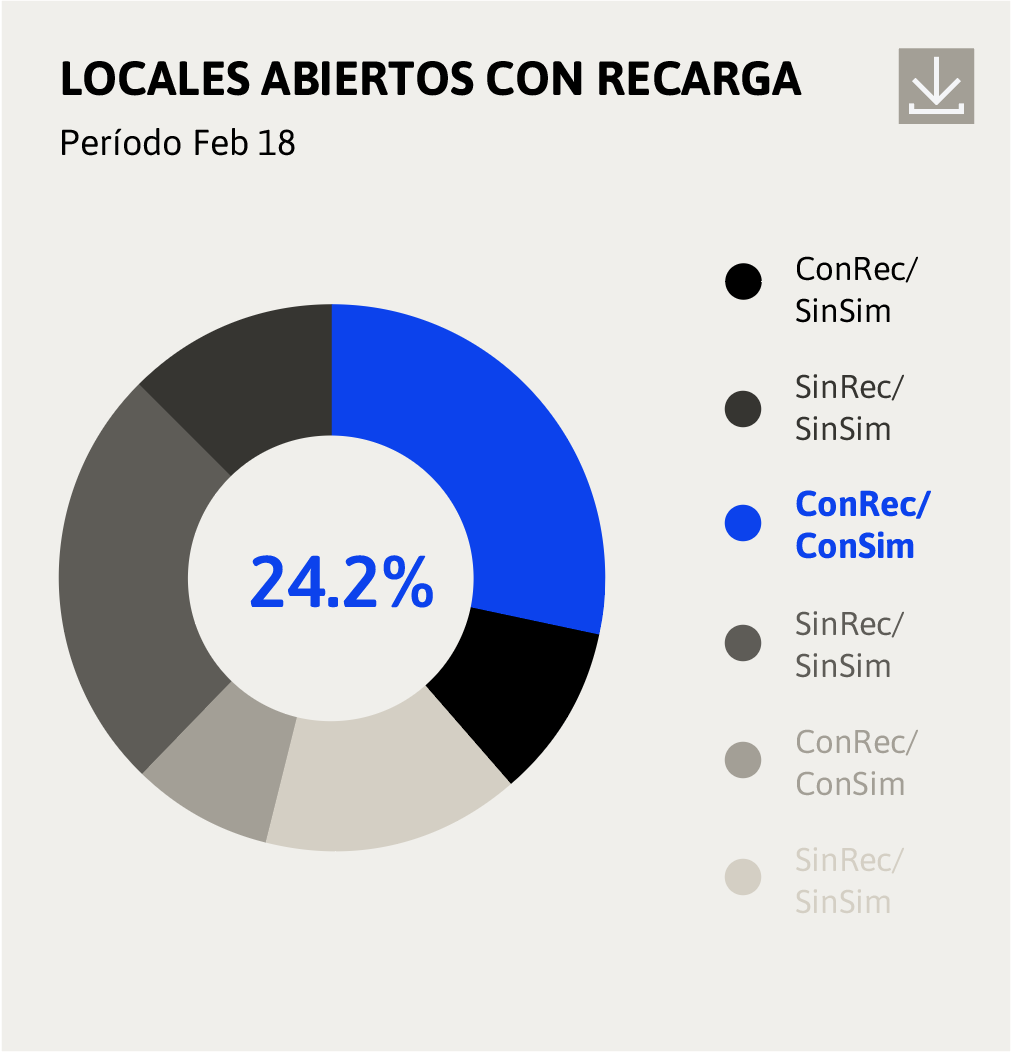 LOCALES ABIERTOS CON RECARGA
Período Feb 18
24.2%
ConRec/
SinSim
SinRec/
SinSim
ConRec/
ConSim
SinRec/
SinSim
ConRec/
ConSim
SinRec/
SinSim